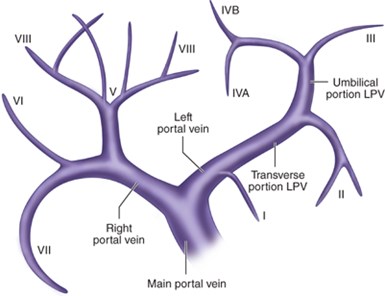 IVB
III
VIII
VIII
IVA
Umbilical
portion LPV
VI
V
Left
portal vein
Transverse
portion LPV
II
I
Right
portal vein
VII
Main portal vein